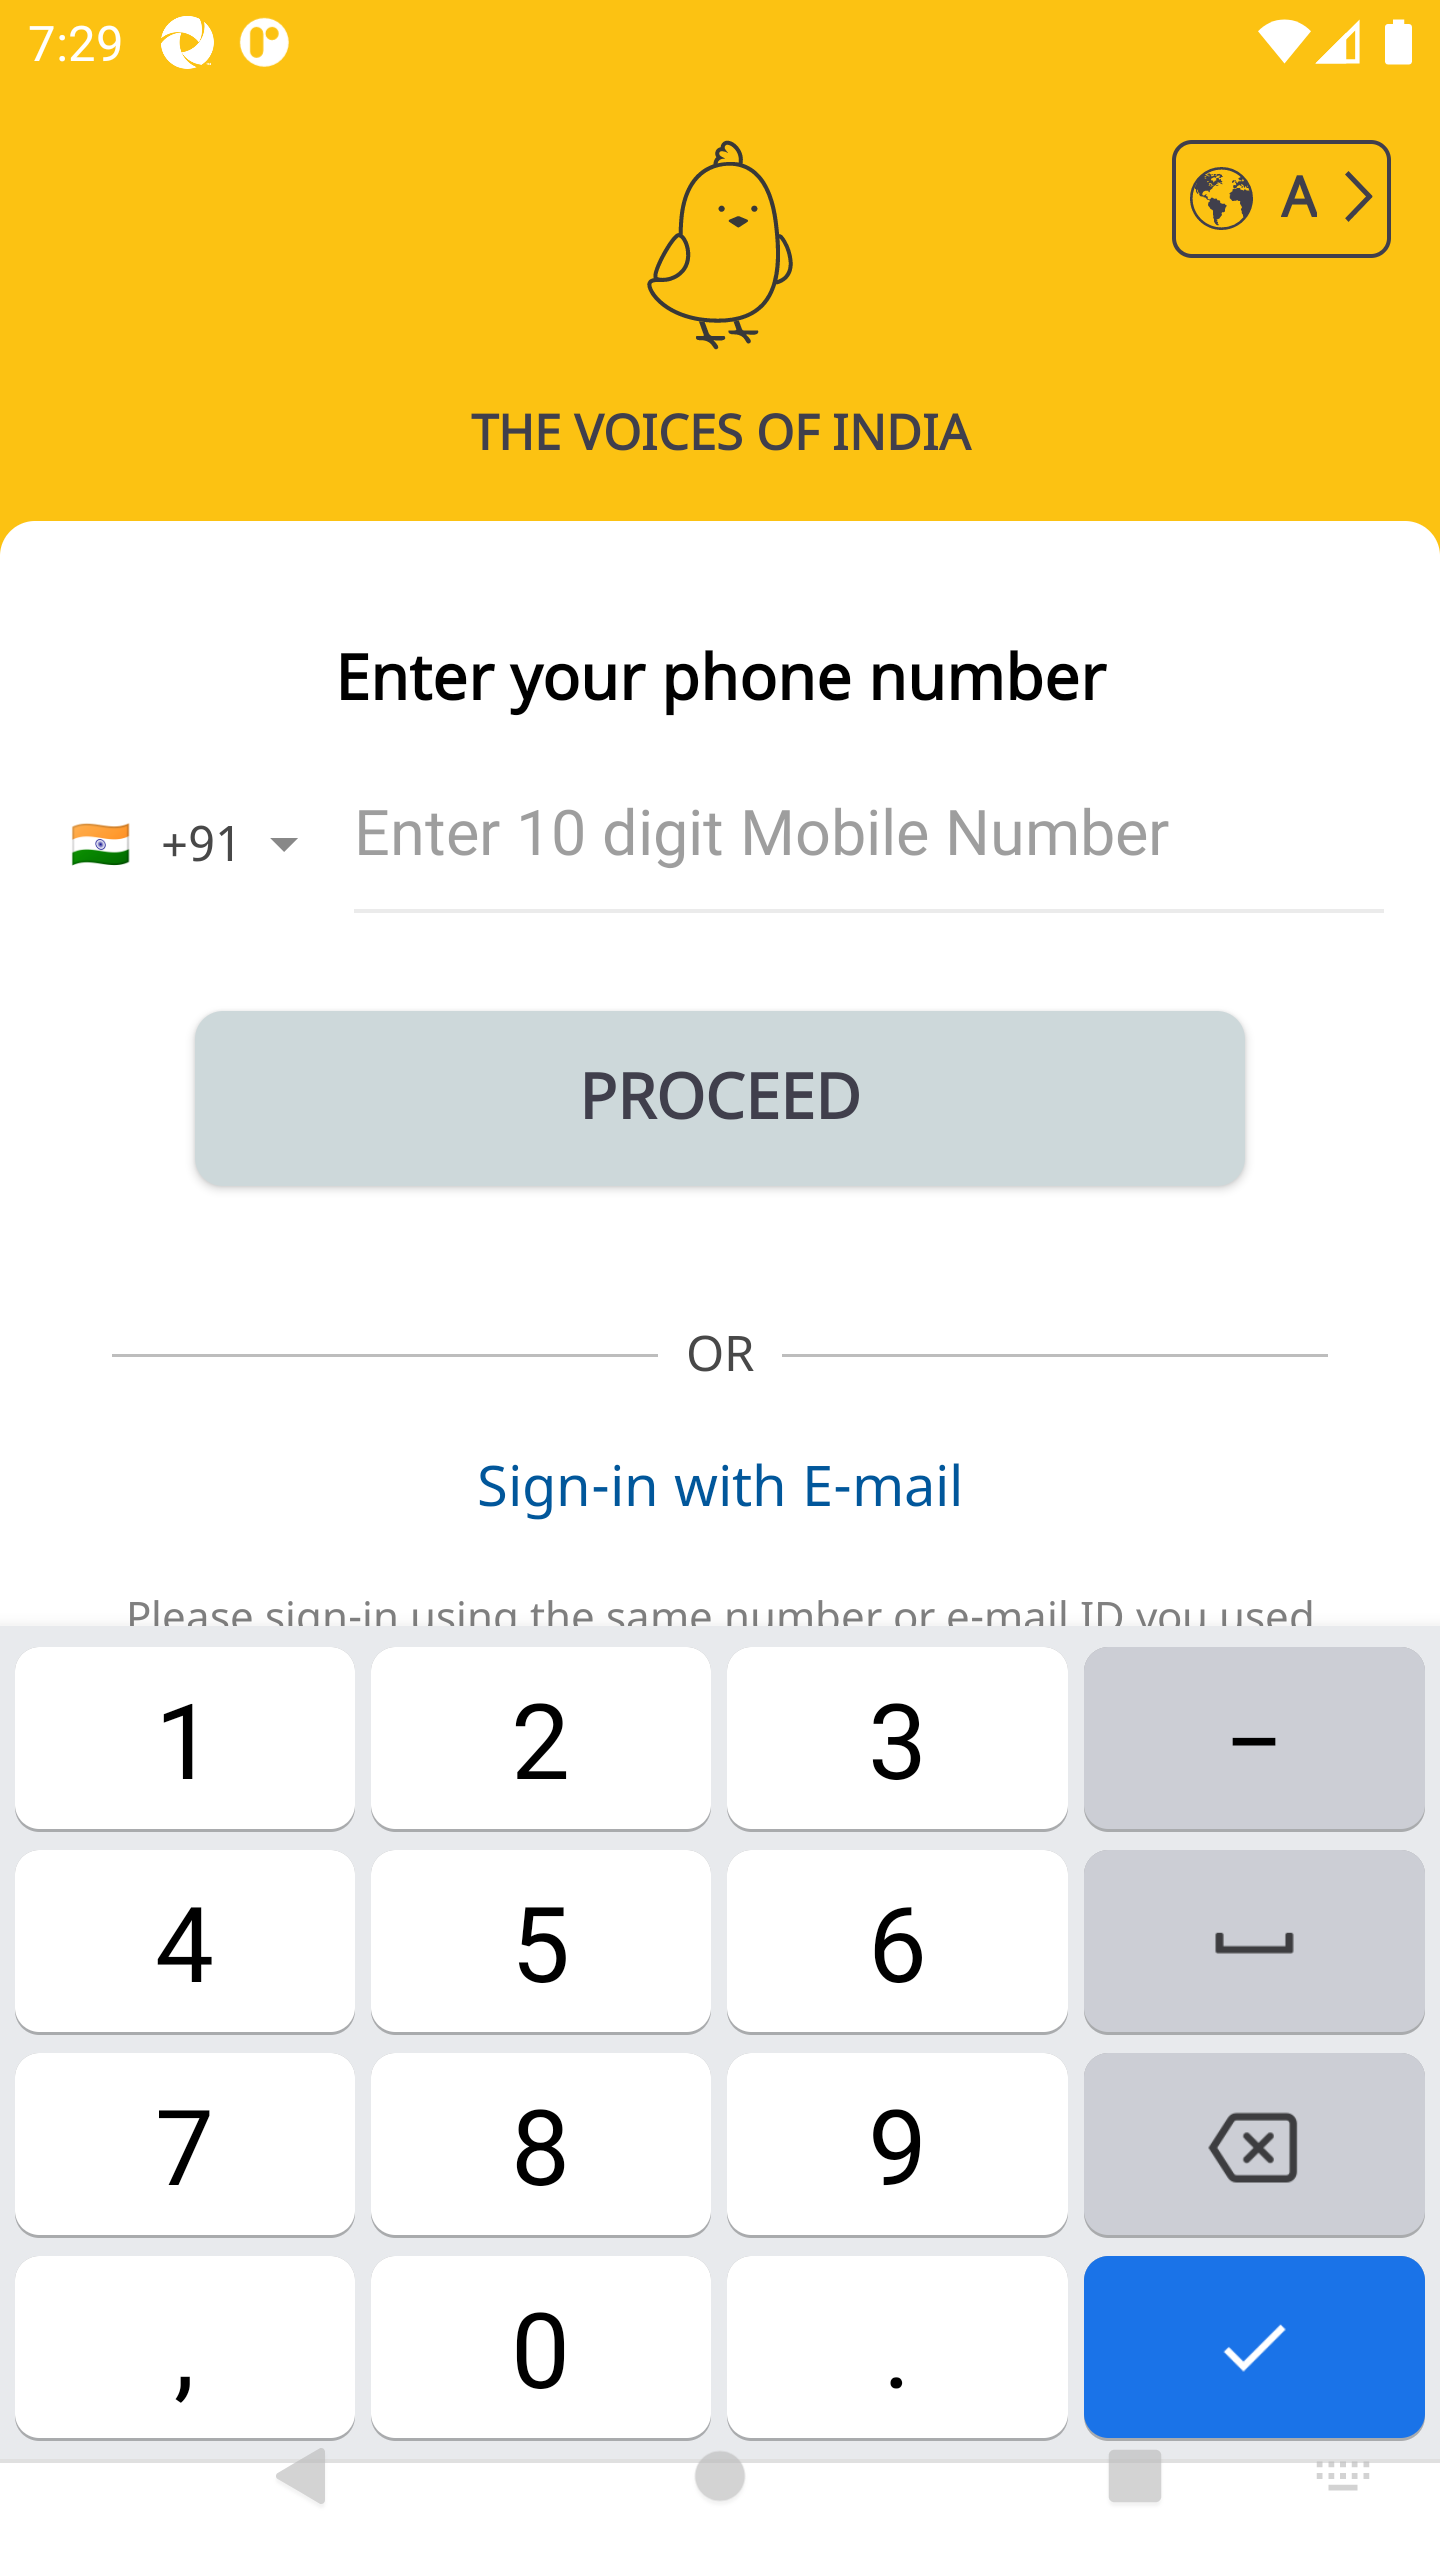 7:29
A
THE VOICES OF INDIA
Enter your phone number
+91
Enter 10 digit Mobile Number
PROCEED
OR
Sign-in with E-mail
Please sign-in using the same number or e-mail ID you used
1 2 3 –
4 5 6
7 8 9
, 0 .